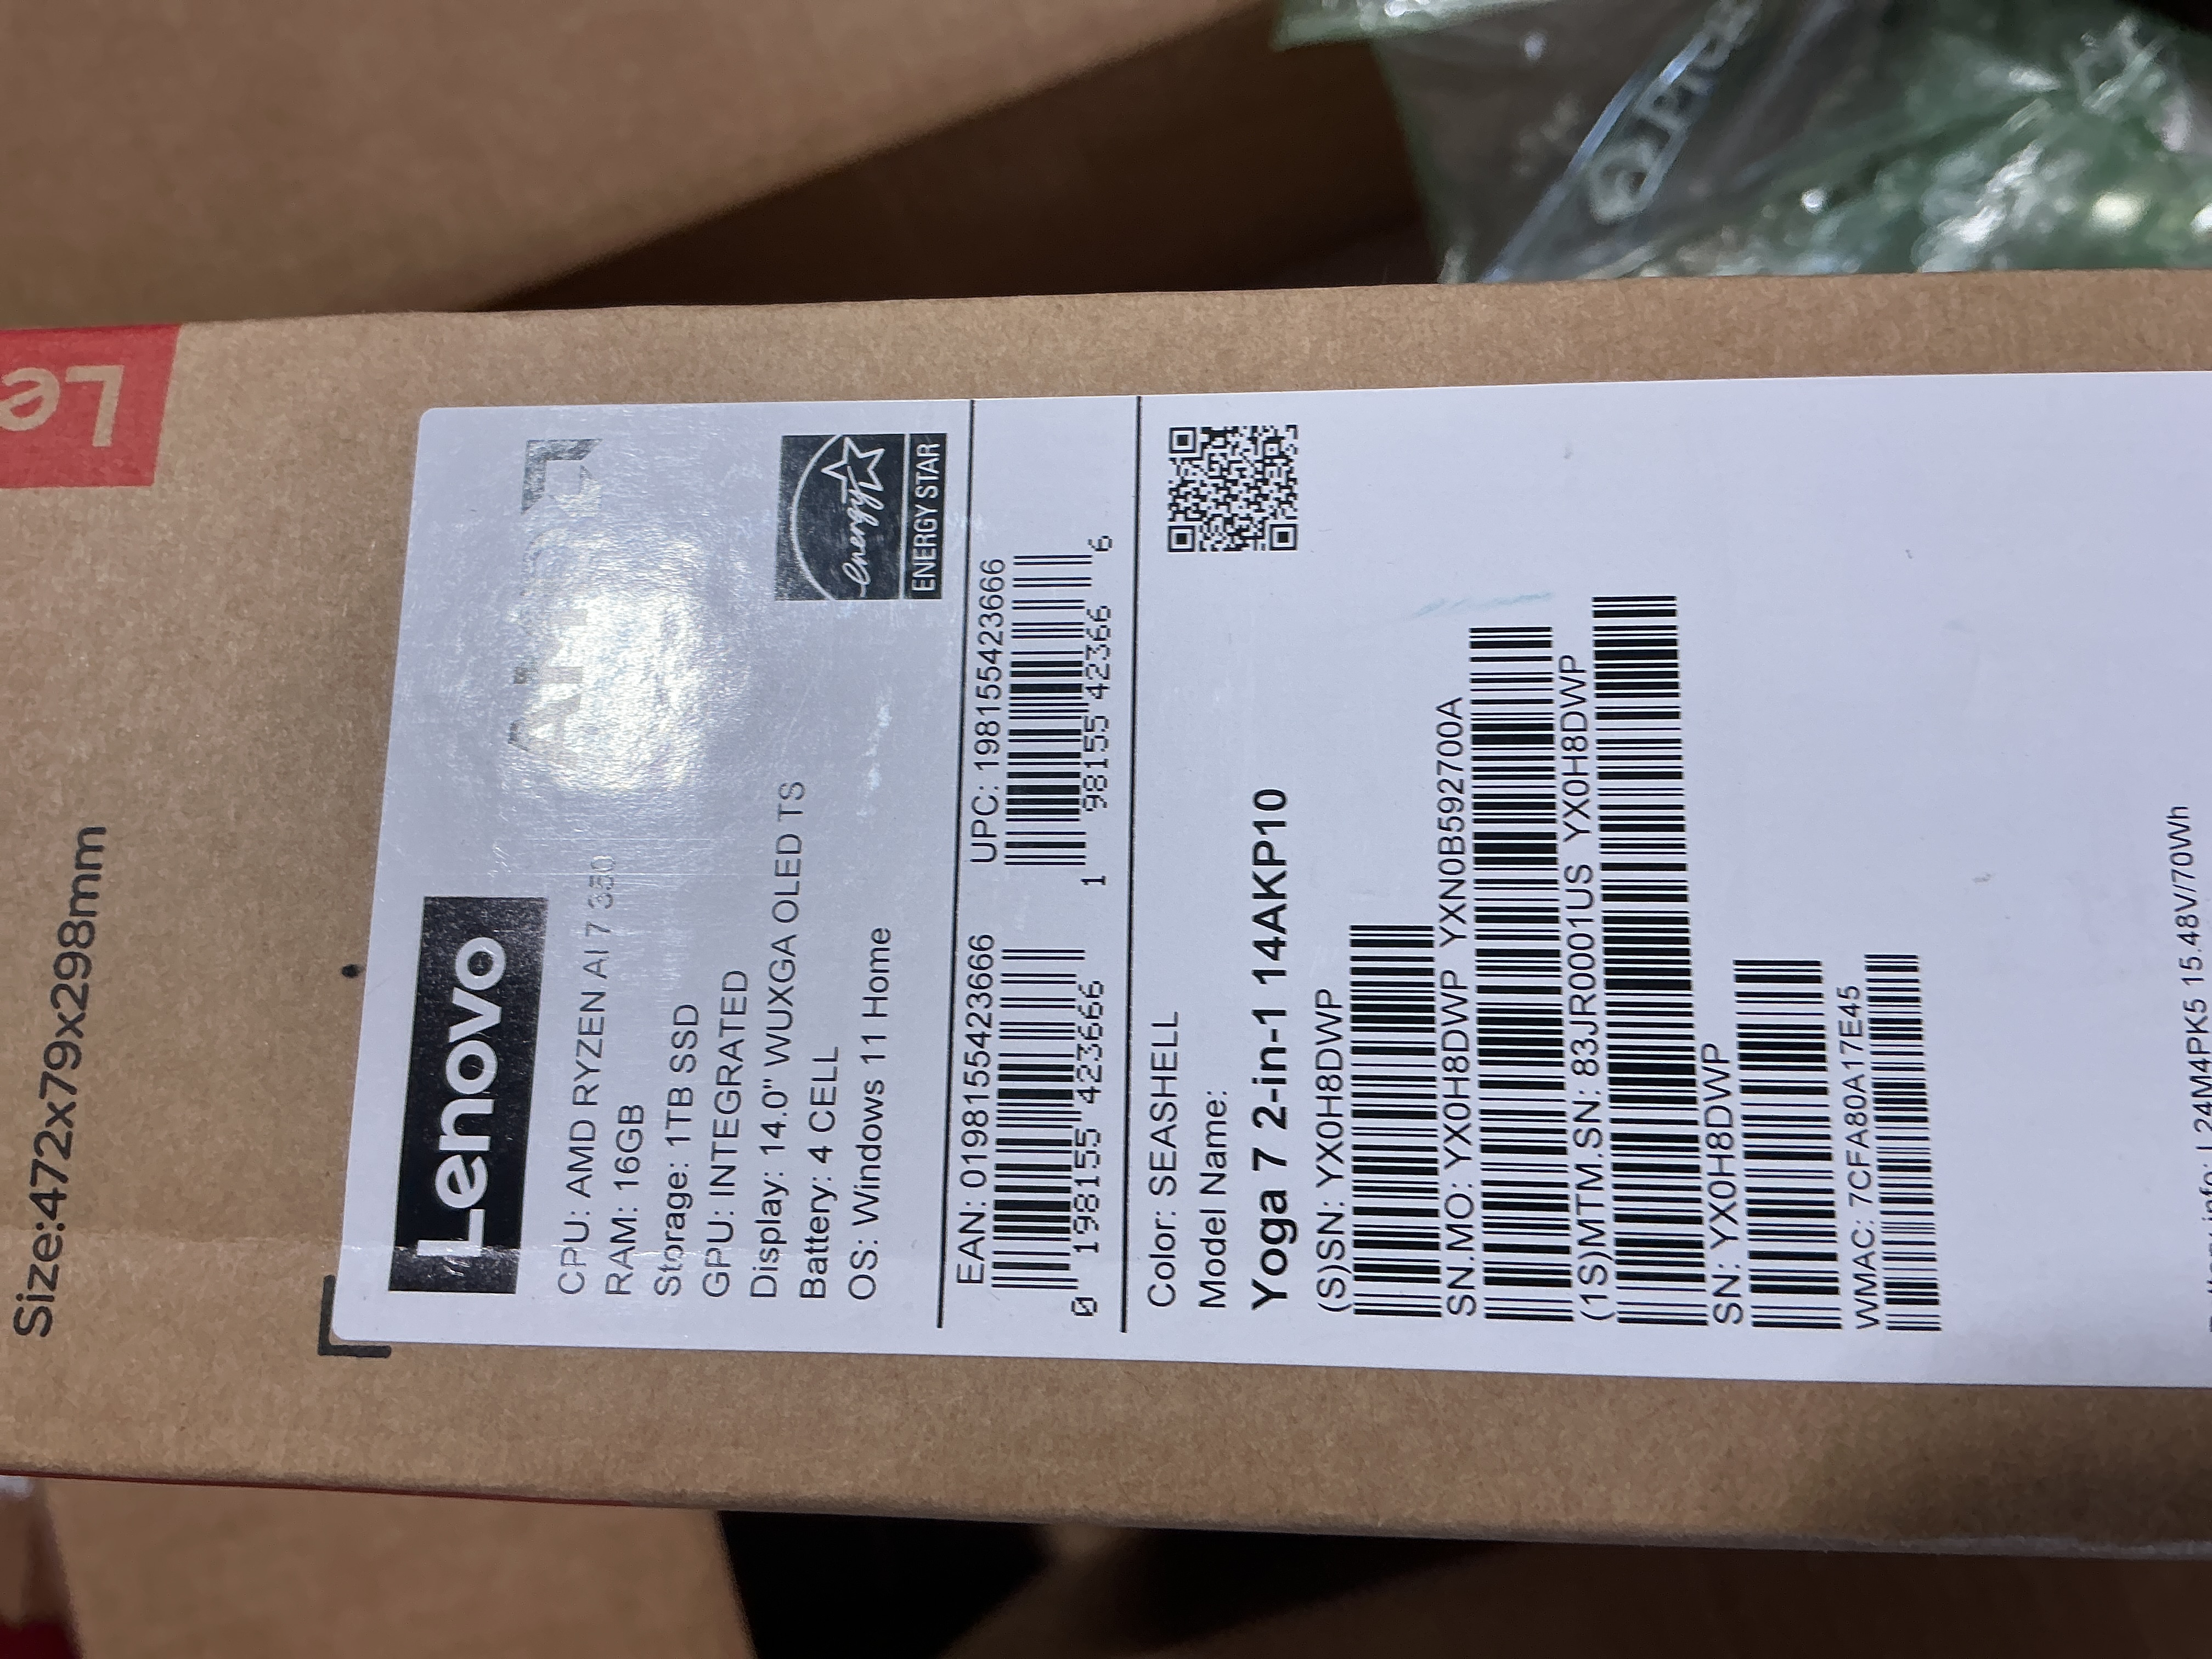 Le
Size:472x79x298mm
Lenovo
AMD
CPU: AMD RYZEN AI 7 350
RAM: 16GB
Storage: 1TB SSD
GPU: INTEGRATED
Display: 14.0" WUXGA OLED TS
Battery: 4 CELL
OS: Windows 11 Home
energy
ENERGY STAR
EAN: 0198155423666
0 198155 423666
UPC: 198155423666
1 98155 42366 6
Color: SEASHELL
Model Name:
Yoga 7 2-in-1 14AKP10
(S)SN: YX0H8DWP
SN.MO: YX0H8DWP YXN0B592700A
(1S)MTM.SN: 83JR0001US YX0H8DWP
SN: YX0H8DWP
WMAC: 7CFA80A17E45
L24M4PK5 15.48V/70Wh